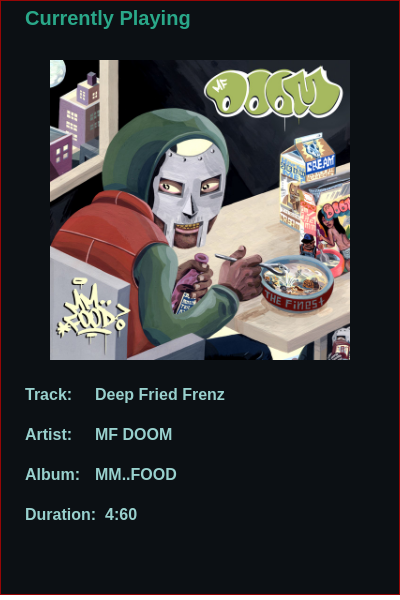 Currently Playing
MF
DOOM
CREAM
THE FINEST
MM..
FOOD?
Track: Deep Fried Frenz
Artist: MF DOOM
Album: MM..FOOD
Duration: 4:60